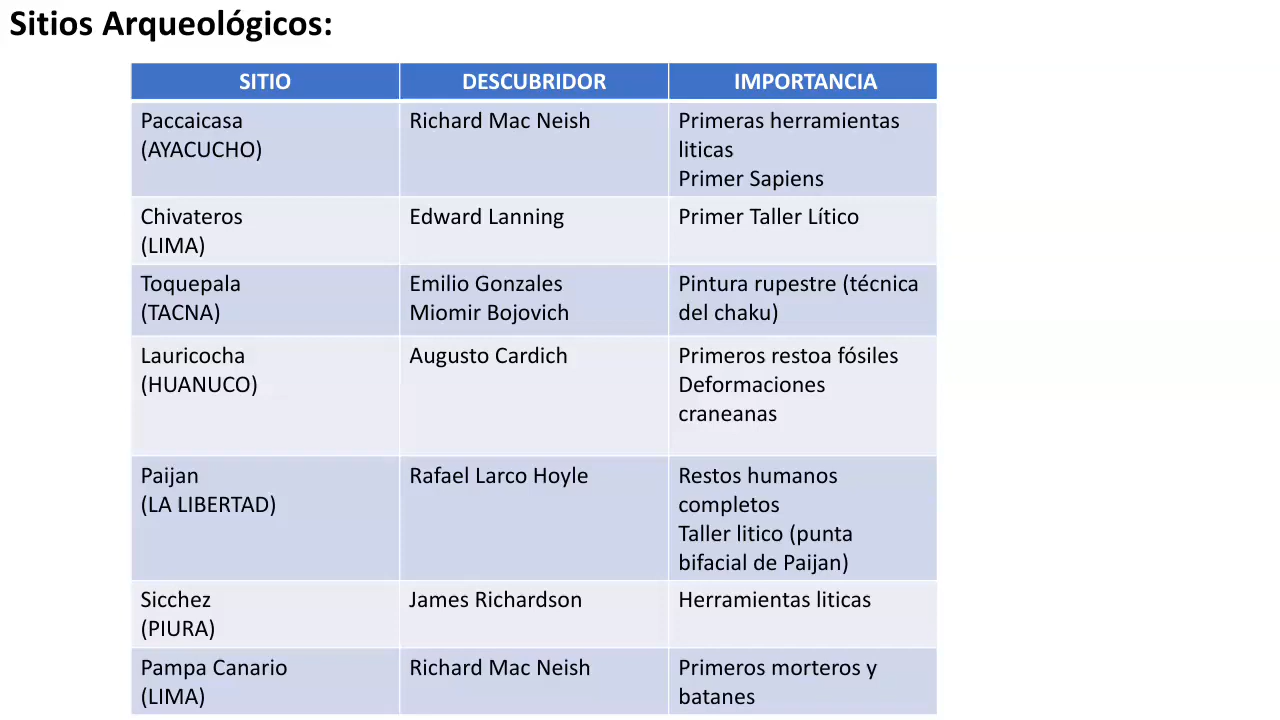 Sitios Arqueológicos:
SITIO DESCUBRIDOR IMPORTANCIA
Paccaicasa
(AYACUCHO)
Richard Mac Neish
Primeras herramientas
liticas
Primer Sapiens
Chivateros
(LIMA)
Edward Lanning
Primer Taller Lítico
Toquepala
(TACNA)
Emilio Gonzales
Miomir Bojovich
Pintura rupestre (técnica
del chaku)
Lauricocha
(HUANUCO)
Augusto Cardich
Primeros restoa fósiles
Deformaciones
craneanas
Paijan
(LA LIBERTAD)
Rafael Larco Hoyle
Restos humanos
completos
Taller litico (punta
bifacial de Paijan)
Sicchez
(PIURA)
James Richardson
Herramientas liticas
Pampa Canario
(LIMA)
Richard Mac Neish
Primeros morteros y
batanes